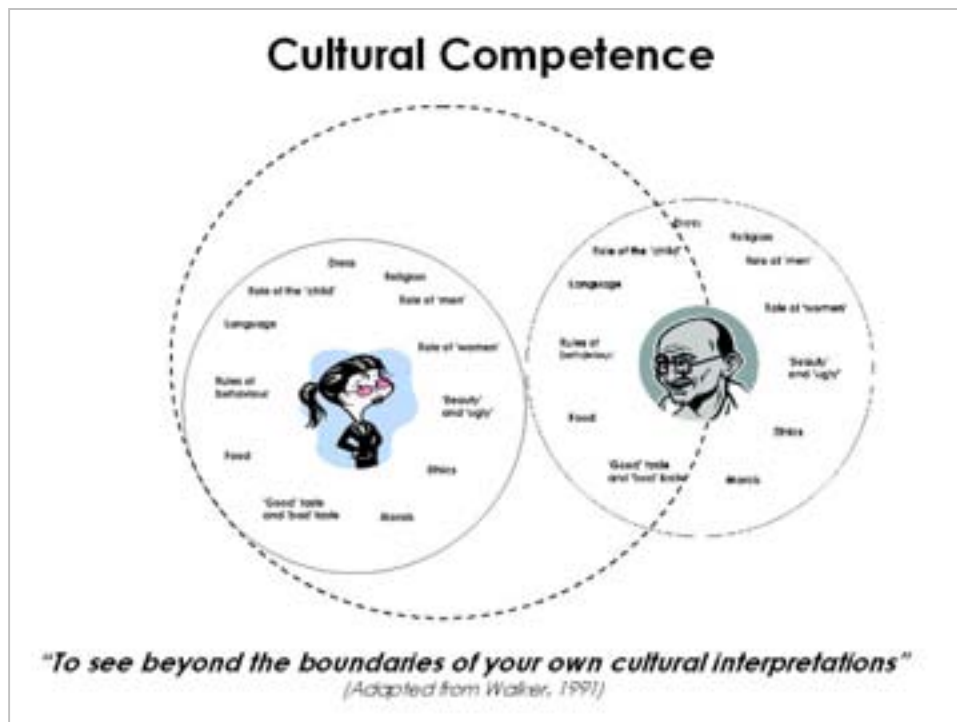 Cultural Competence
Dress
Religion
Role of the 'child'
Role of 'men'
Language
Role of 'women'
Rules of
behaviour
'Beauty'
and 'ugly'
Food
Ethics
'Good' taste
and 'bad' taste
Morals
Dress
Religion
Role of the 'child'
Role of 'men'
Language
Role of 'women'
Rules of
behaviour
'Beauty'
and 'ugly'
Food
Ethics
'Good' taste
and 'bad' taste
Morals
"To see beyond the boundaries of your own cultural interpretations"
(Adapted from Walker, 1991)